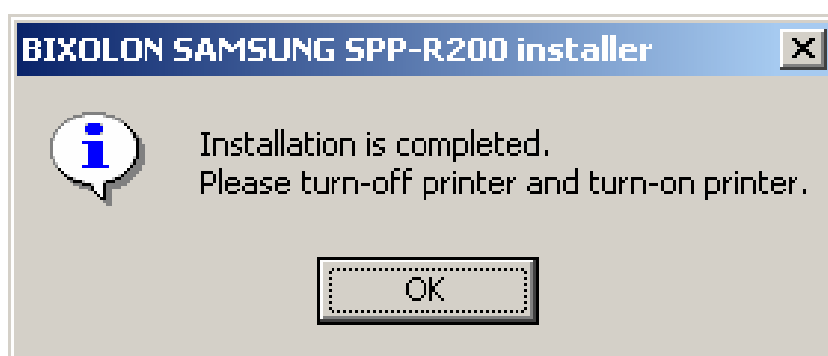 BIXOLON SAMSUNG SPP-R200 installer
Installation is completed.
Please turn-off printer and turn-on printer.
OK